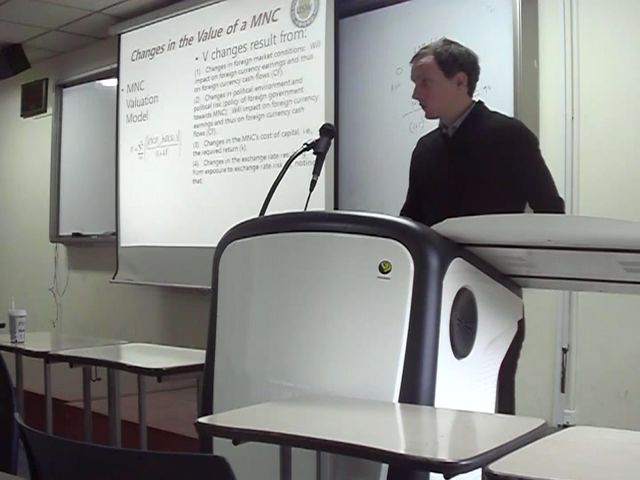 Changes in the Value of a MNC
• MNC
Valuation
Model
• V changes result from:
(1) Changes in foreign market conditions: Will
impact on foreign currency earnings and thus
on foreign currency cash flows (CF).
(2) Changes in political environment and
political risk: policy of foreign government
towards MNC: Will impact on foreign currency
earnings and thus on foreign currency cash
flows (CF).
(3) Changes in the MNC's cost of capital, i.e.,
the required return (k).
(4) Changes in the exchange rate
from exposure to exchange rate risk
that: